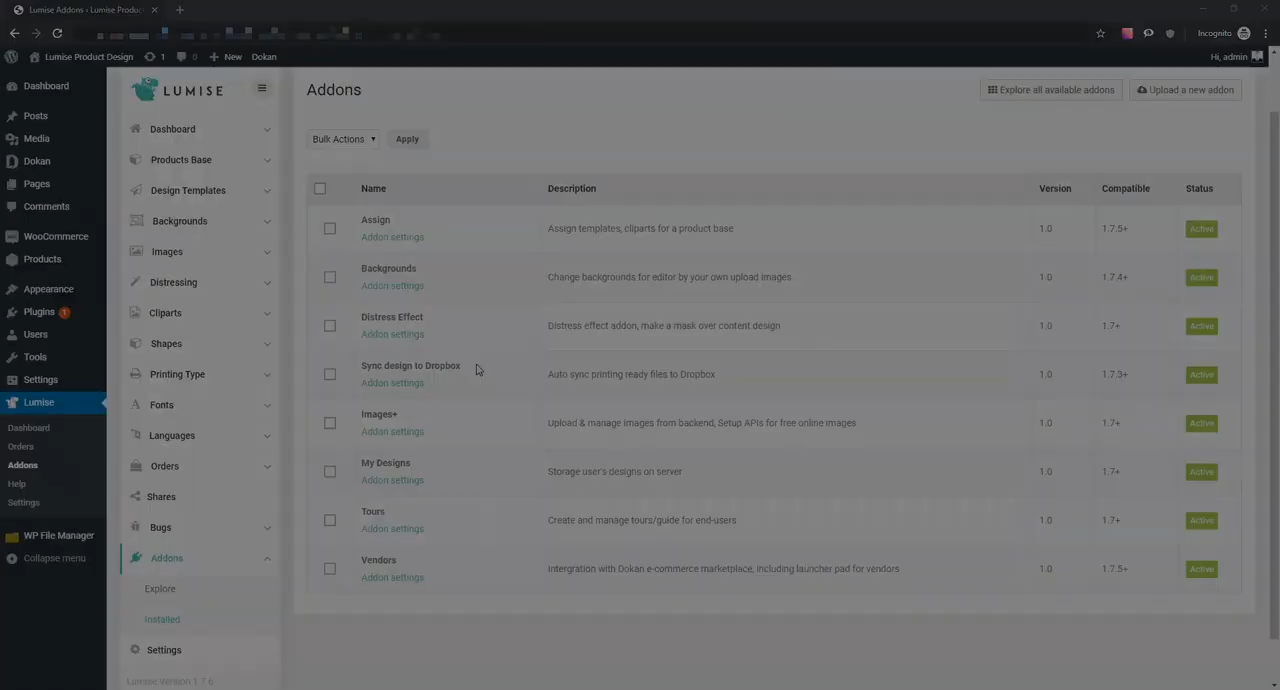 Lumise Addons ‹ Lumise Produc
Incognito
Lumise Product Design
1
0
New
Dokan
Hi, admin
Dashboard
Posts
Media
Dokan
Pages
Comments
WooCommerce
Products
Appearance
Plugins 1
Users
Tools
Settings
Lumise
Dashboard
Orders
Addons
Help
Settings
WP File Manager
Collapse menu
LUMISE
Dashboard
Products Base
Design Templates
Backgrounds
Images
Distressing
Cliparts
Shapes
Printing Type
Fonts
Languages
Orders
Shares
Bugs
Addons
Explore
Installed
Settings
Lumise Version 1.7.6
Addons
Explore all available addons
Upload a new addon
Bulk Actions
Apply
Name Description Version Compatible Status
Assign
Addon settings
Assign templates, cliparts for a product base 1.0 1.7.5+ Active
Backgrounds
Addon settings
Change backgrounds for editor by your own upload images 1.0 1.7.4+ Active
Distress Effect
Addon settings
Distress effect addon, make a mask over content design 1.0 1.7+ Active
Sync design to Dropbox
Addon settings
Auto sync printing ready files to Dropbox 1.0 1.7.3+ Active
Images+
Addon settings
Upload & manage images from backend, Setup APIs for free online images 1.0 1.7+ Active
My Designs
Addon settings
Storage user's designs on server 1.0 1.7+ Active
Tours
Addon settings
Create and manage tours/guide for end-users 1.0 1.7+ Active
Vendors
Addon settings
Intergration with Dokan e-commerce marketplace, including launcher pad for vendors 1.0 1.7.5+ Active